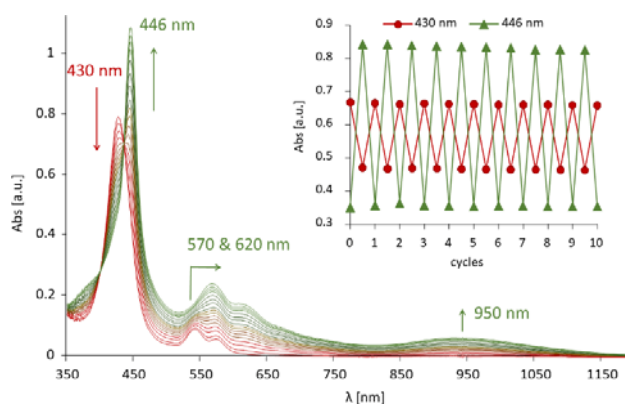 446 nm
430 nm
570 & 620 nm
950 nm
Abs [a.u.]
1
0.8
0.6
0.4
0.2
0
350 450 550 650 750 850 950 1050 1150
λ [nm]
430 nm 446 nm
Abs [a.u.]
0.9
0.8
0.7
0.6
0.5
0.4
0.3
0 1 2 3 4 5 6 7 8 9 10
cycles